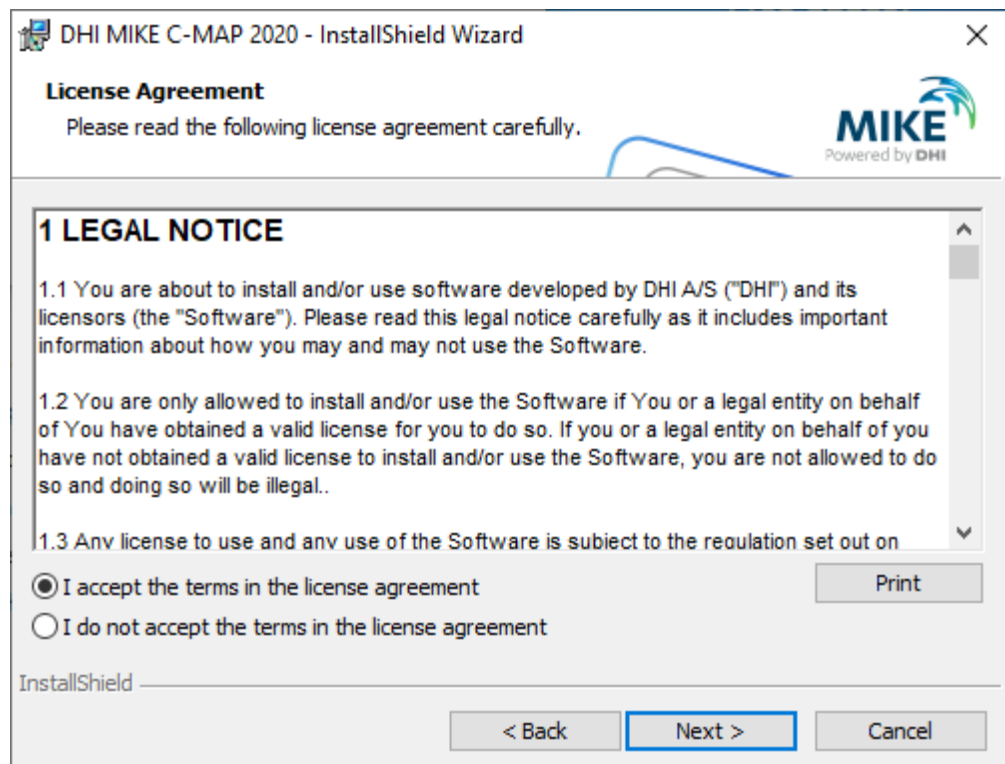 DHI MIKE C-MAP 2020 - InstallShield Wizard
License Agreement
Please read the following license agreement carefully.
MIKE
Powered by DHI
1 LEGAL NOTICE
1.1 You are about to install and/or use software developed by DHI A/S ("DHI") and its
licensors (the "Software"). Please read this legal notice carefully as it includes important
information about how you may and may not use the Software.
1.2 You are only allowed to install and/or use the Software if You or a legal entity on behalf
of You have obtained a valid license for you to do so. If you or a legal entity on behalf of you
have not obtained a valid license to install and/or use the Software, you are not allowed to do
so and doing so will be illegal..
1.3 Any license to use and any use of the Software is subject to the regulation set out on
I accept the terms in the license agreement
Print
I do not accept the terms in the license agreement
InstallShield
< Back
Next >
Cancel